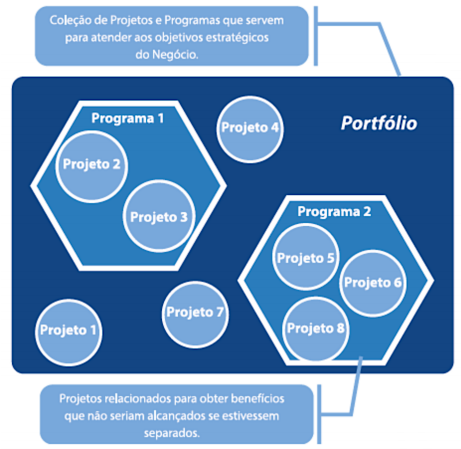 Coleção de Projetos e Programas que servem
para atender aos objetivos estratégicos
do Negócio.
Programa 1
Projeto 4
Portfólio
Projeto 2
Projeto 3
Programa 2
Projeto 5
Projeto 6
Projeto 7
Projeto 1
Projeto 8
Projetos relacionados para obter benefícios
que não seriam alcançados se estivessem
separados.